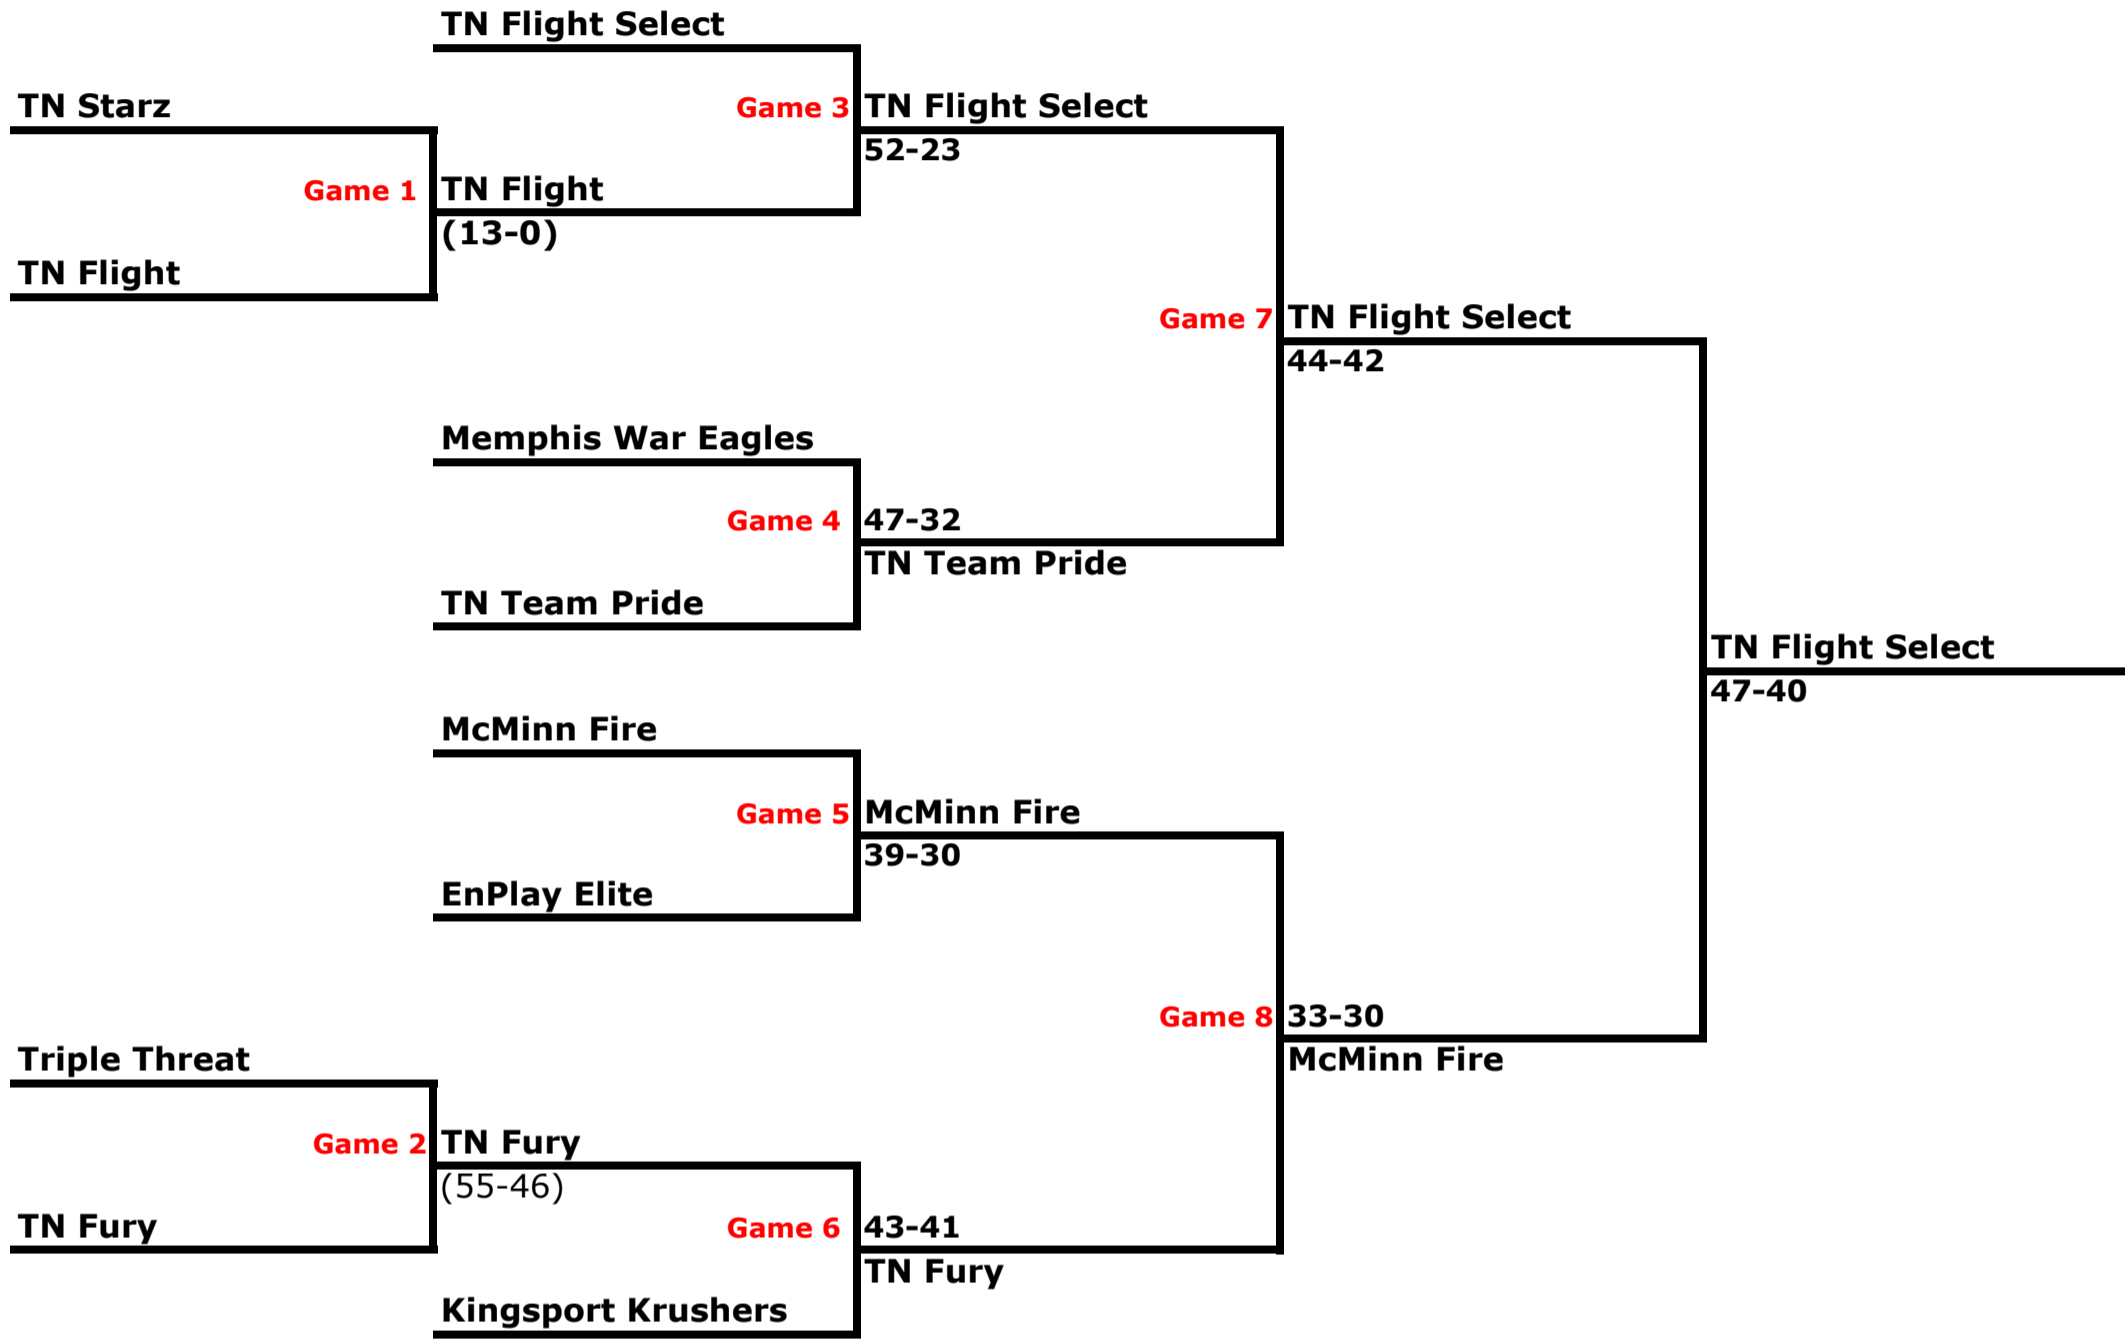 TN Flight Select
TN Starz
Game 3
TN Flight Select
52-23
Game 1
TN Flight
(13-0)
TN Flight
Game 7
TN Flight Select
44-42
Memphis War Eagles
Game 4
47-32
TN Team Pride
TN Team Pride
TN Flight Select
47-40
McMinn Fire
Game 5
McMinn Fire
39-30
EnPlay Elite
Game 8
33-30
McMinn Fire
Triple Threat
Game 2
TN Fury
(55-46)
TN Fury
Game 6
43-41
TN Fury
Kingsport Krushers